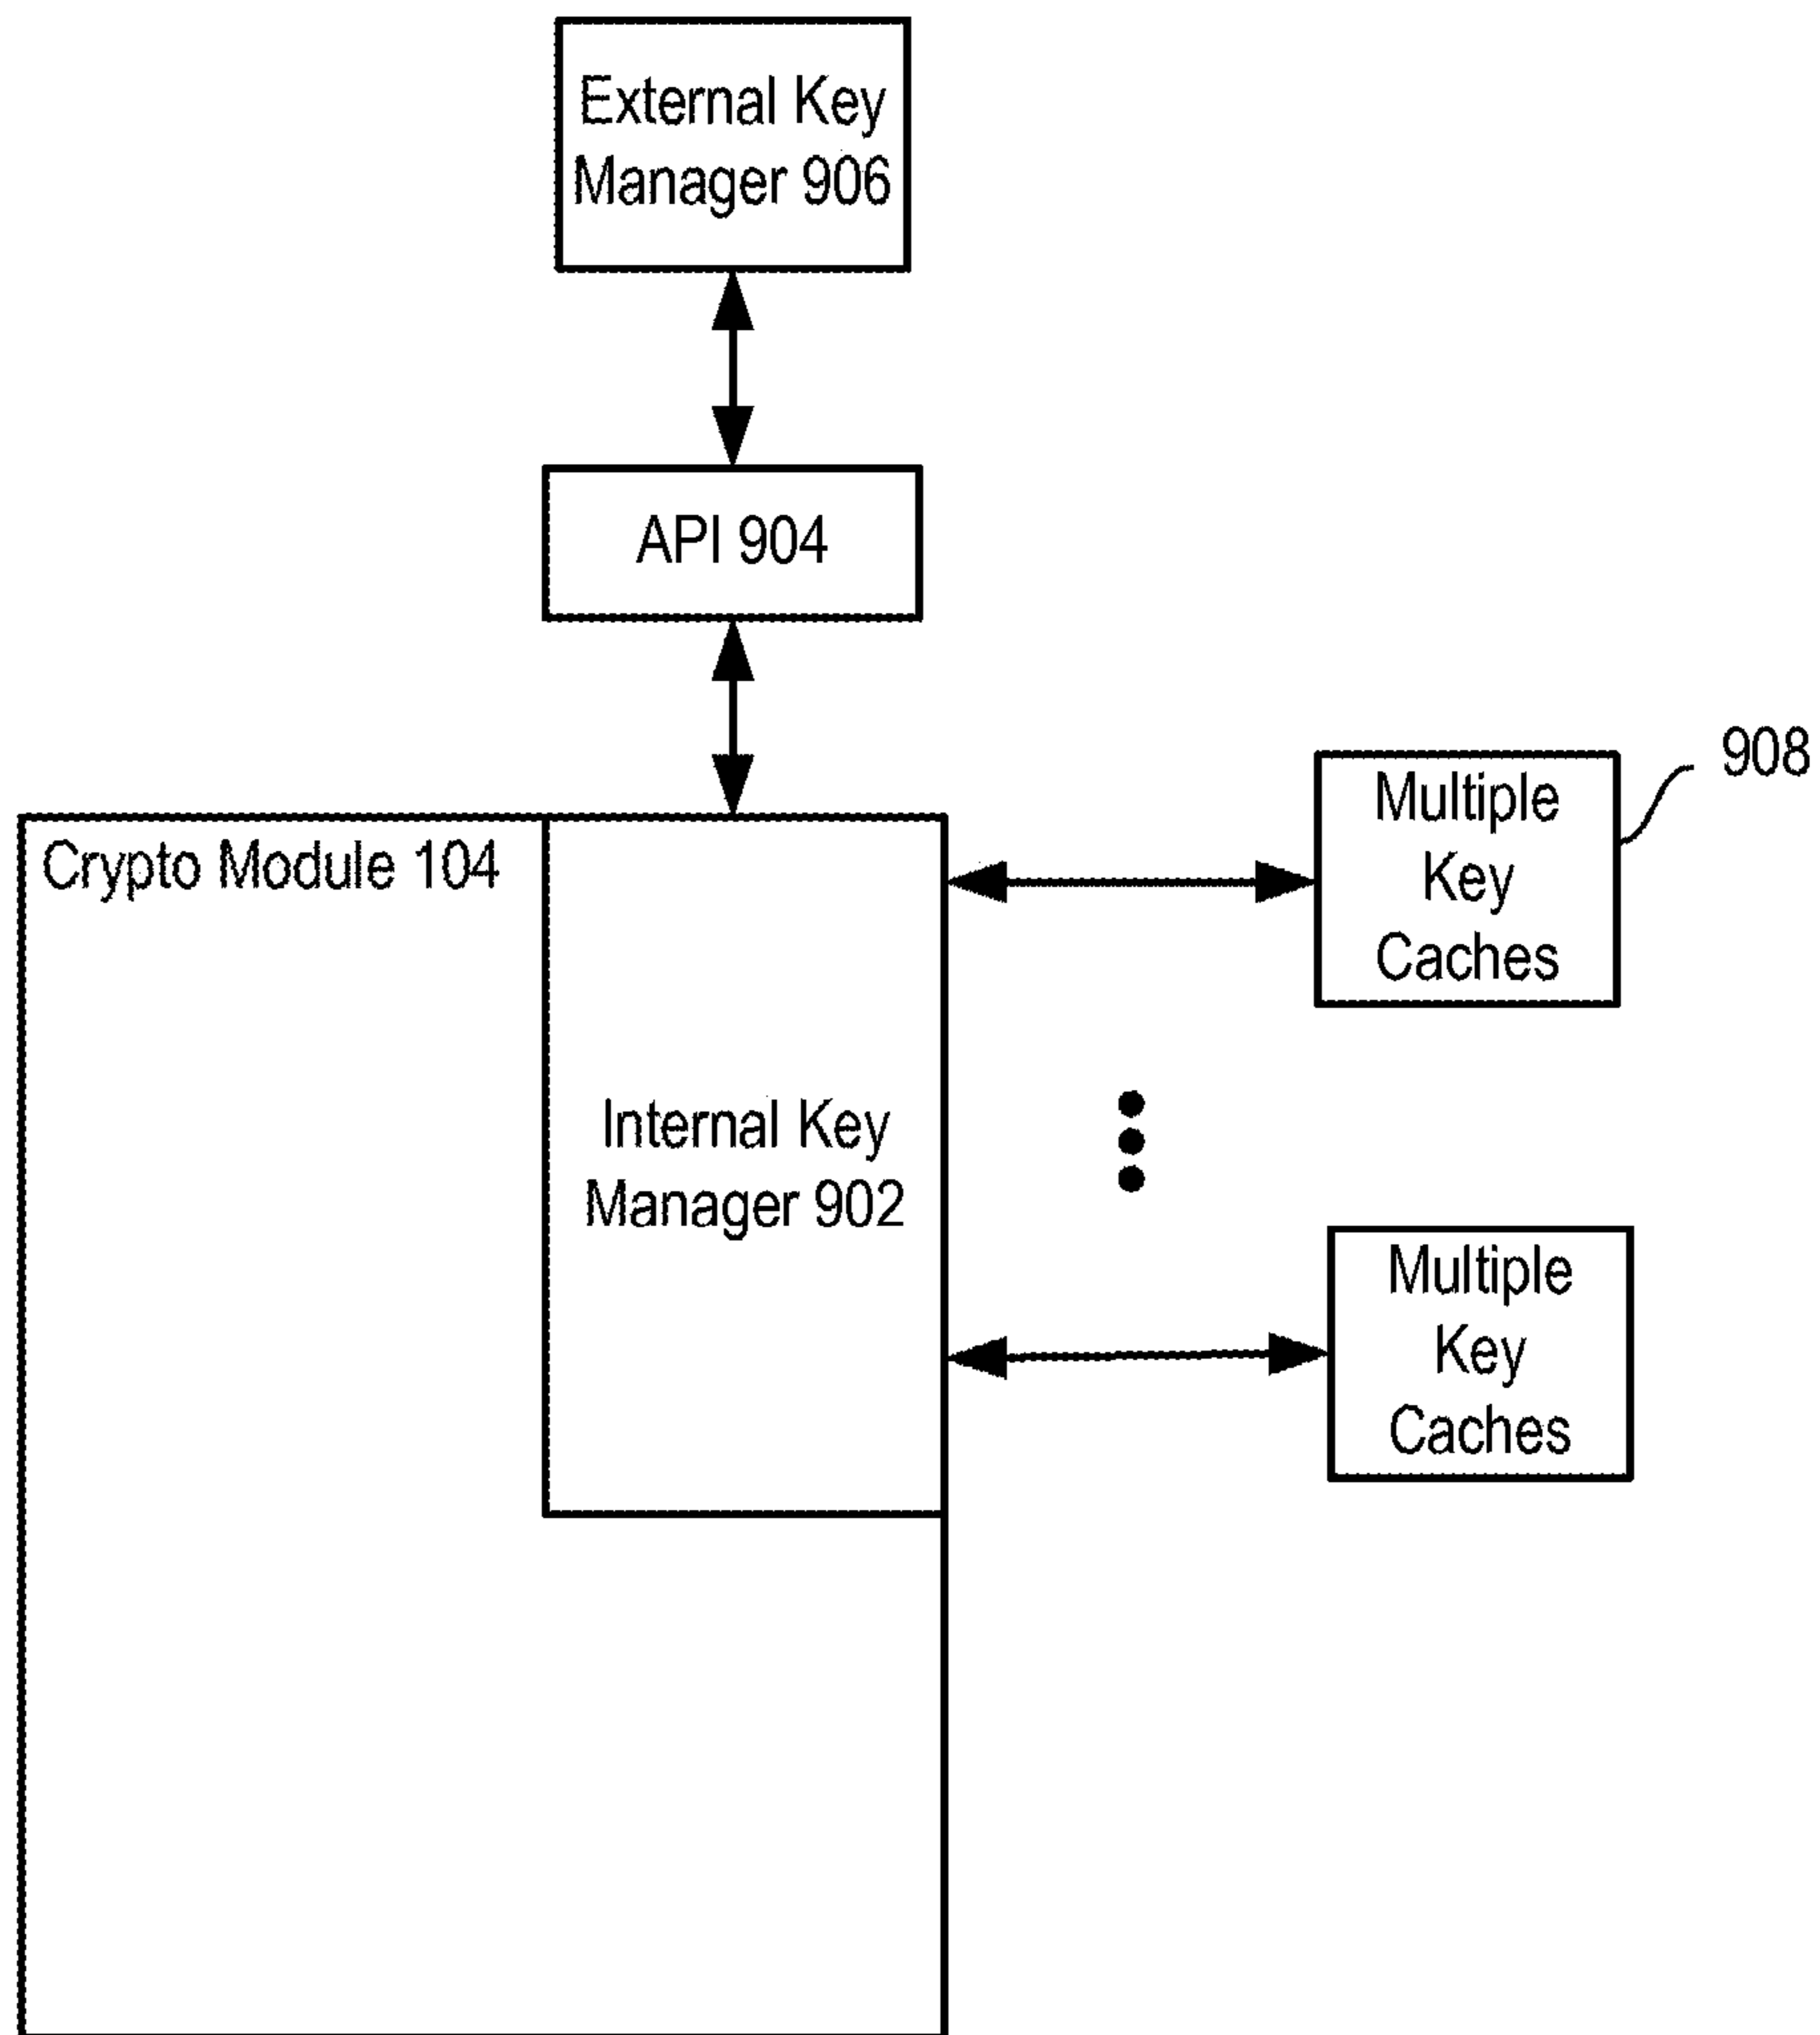 External Key
Manager 906
API 904
908
Multiple
Key
Caches
Crypto Module 104
Internal Key
Manager 902
Multiple
Key
Caches